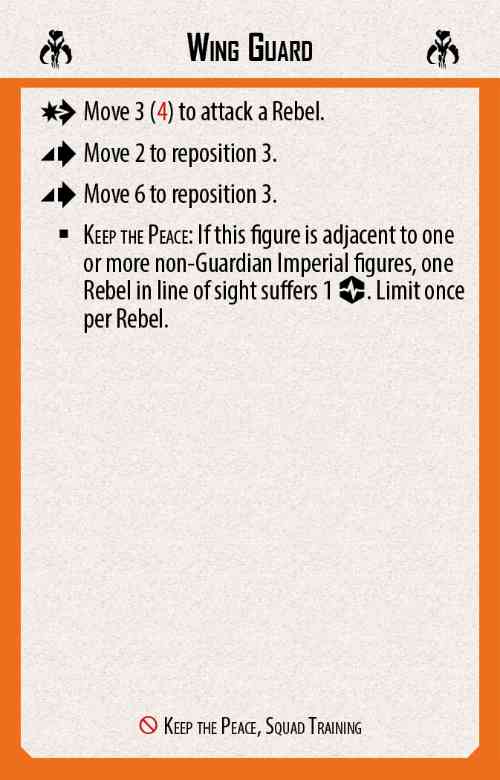 Wing Guard
Move 3 (4) to attack a Rebel.
Move 2 to reposition 3.
Move 6 to reposition 3.
Keep the Peace: If this figure is adjacent to one
or more non-Guardian Imperial figures, one
Rebel in line of sight suffers 1 . Limit once
per Rebel.
Keep the Peace, Squad Training